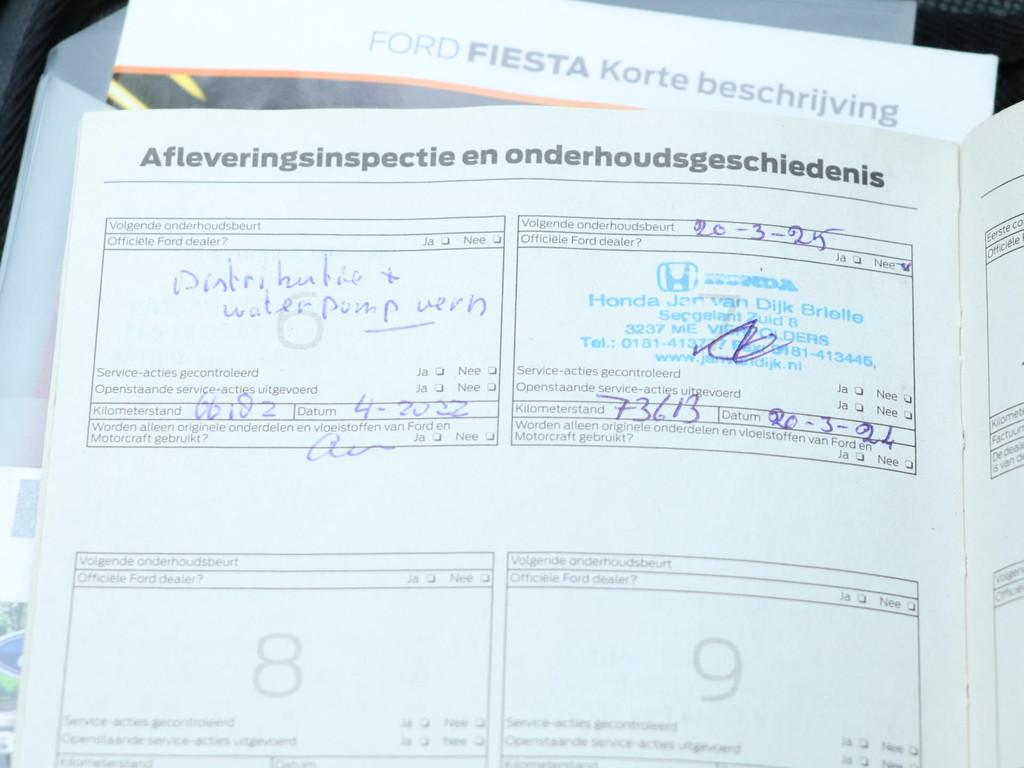 FORD FIESTA Korte beschrijving
Afleveringsinspectie en onderhoudsgeschiedenis
Volgende onderhoudsbeurt
Officiële Ford dealer? Ja Nee
Distributie +
waterpomp vern
6
Service-acties gecontroleerd Ja Nee
Openstaande service-acties uitgevoerd Ja Nee
Kilometerstand 66182 Datum 4-2022
Worden alleen originele onderdelen en vloeistoffen van Ford en
Motorcraft gebruikt? Ja Nee
Volgende onderhoudsbeurt 20-3-25
Officiële Ford dealer? Ja Nee
HONDA
Honda Jan van Dijk Brielle
Seggelant Zuid 8
3237 ME
Tel.: 0181-413 0181-413445,
Service-acties gecontroleerd Ja Nee
Openstaande service-acties uitgevoerd Ja Nee
Kilometerstand 73613 Datum 20-3-24
Worden alleen originele onderdelen en vloeistoffen van Ford en
Motorcraft gebruikt? Ja Nee
Volgende onderhoudsbeurt
Officiële Ford dealer? Ja Nee
8
Service-acties gecontroleerd Ja Nee
Openstaande service-acties uitgevoerd Ja Nee
Kilometerstand Datum
Volgende onderhoudsbeurt
Officiële Ford dealer? Ja Nee
9
Service-acties gecontroleerd Ja Nee
Openstaande service-acties uitgevoerd Ja Nee
Kilometerstand